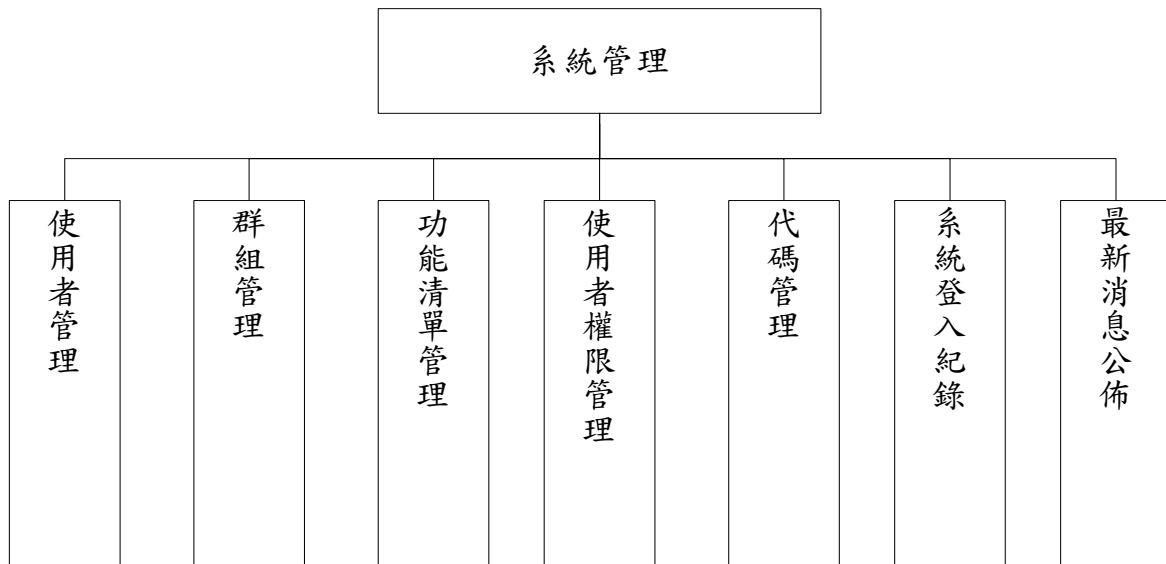 系統管理
使用者管理
群組管理
功能清單管理
使用者權限管理
代碼管理
系統登入紀錄
最新消息公佈